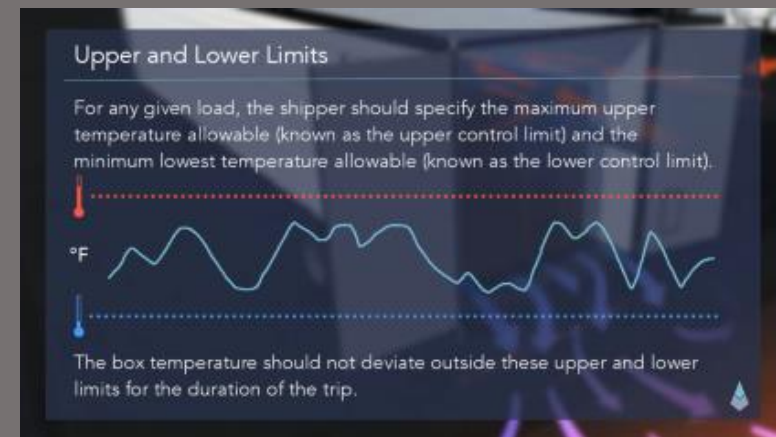 Upper and Lower Limits
For any given load, the shipper should specify the maximum upper
temperature allowable (known as the upper control limit) and the
minimum lowest temperature allowable (known as the lower control limit).
°F
The box temperature should not deviate outside these upper and lower
limits for the duration of the trip.